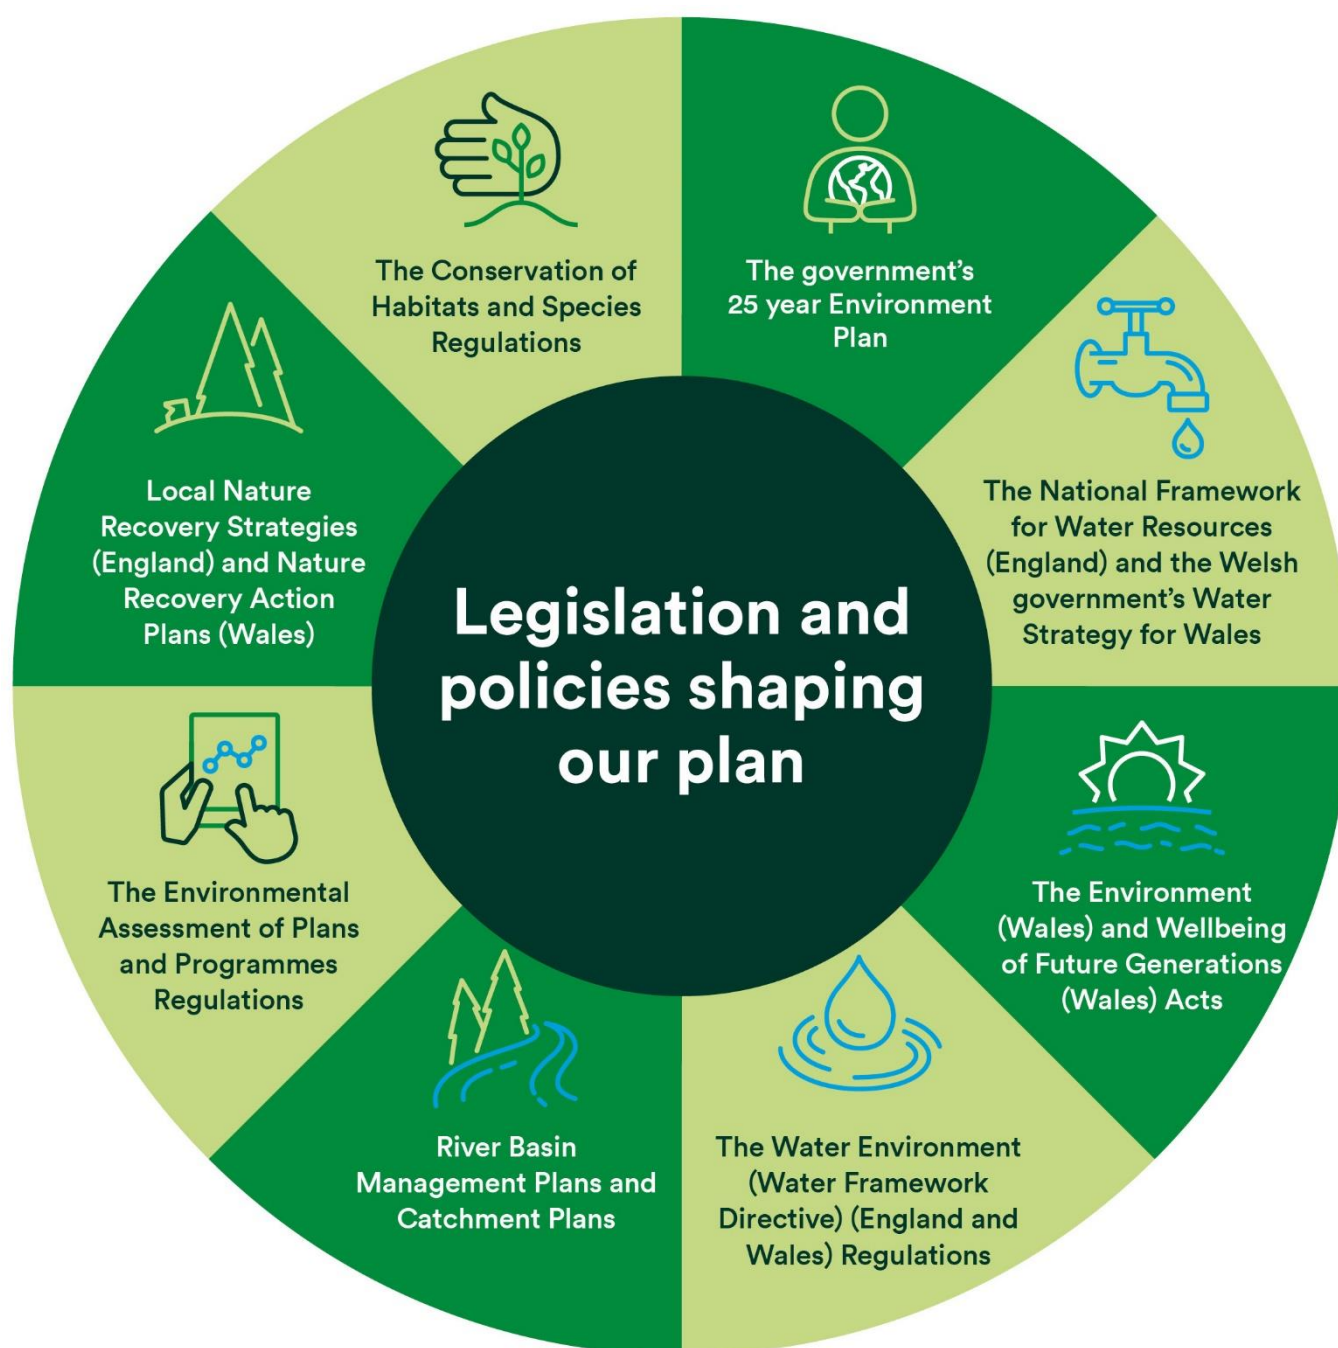 The Conservation of
Habitats and Species
Regulations
The government’s
25 year Environment
Plan
The National Framework
for Water Resources
(England) and the Welsh
government’s Water
Strategy for Wales
The Environment
(Wales) and Wellbeing
of Future Generations
(Wales) Acts
The Water Environment
(Water Framework
Directive) (England and
Wales) Regulations
River Basin
Management Plans and
Catchment Plans
The Environmental
Assessment of Plans
and Programmes
Regulations
Local Nature
Recovery Strategies
(England) and Nature
Recovery Action
Plans (Wales)
Legislation and
policies shaping
our plan